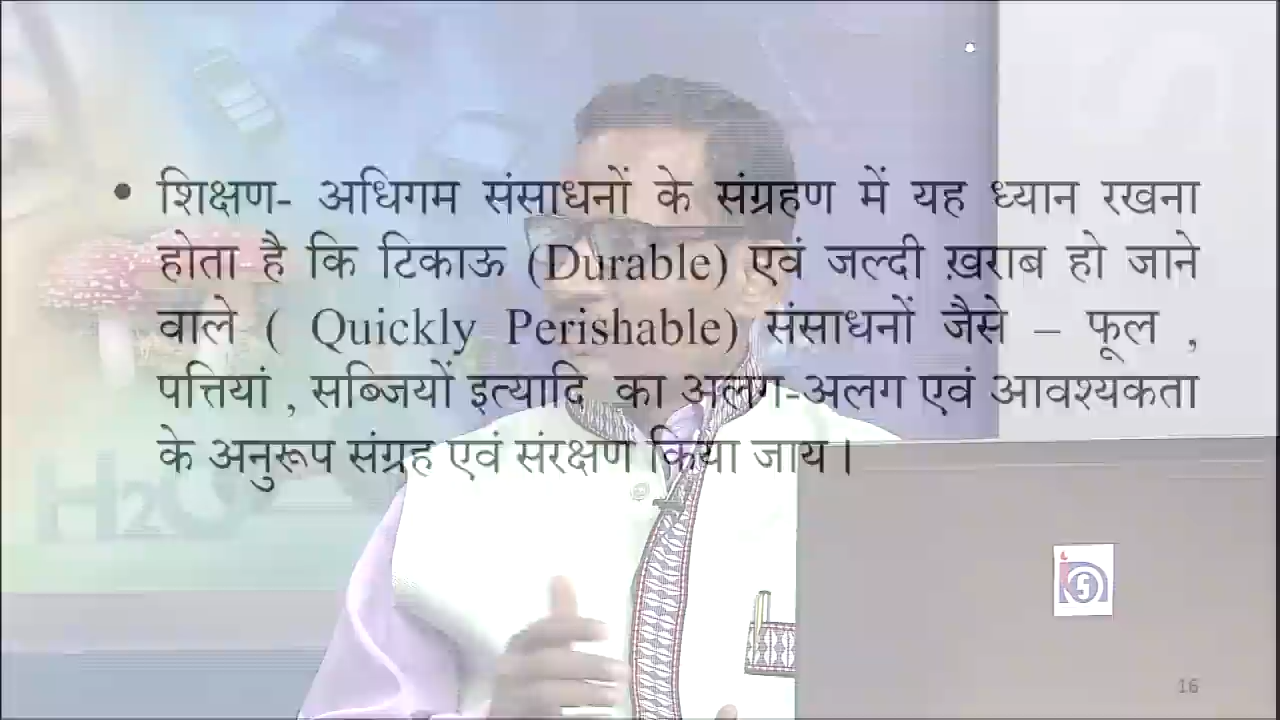 • शिक्षण- अधिगम संसाधनों के संग्रहण में यह ध्यान रखना
होता है कि टिकाऊ (Durable) एवं जल्दी ख़राब हो जाने
वाले ( Quickly Perishable) संसाधनों जैसे – फूल ,
पत्तियां , सब्जियों इत्यादि का अलग-अलग एवं आवश्यकता
के अनुरूप संग्रह एवं संरक्षण किया जाय।
H2O
16